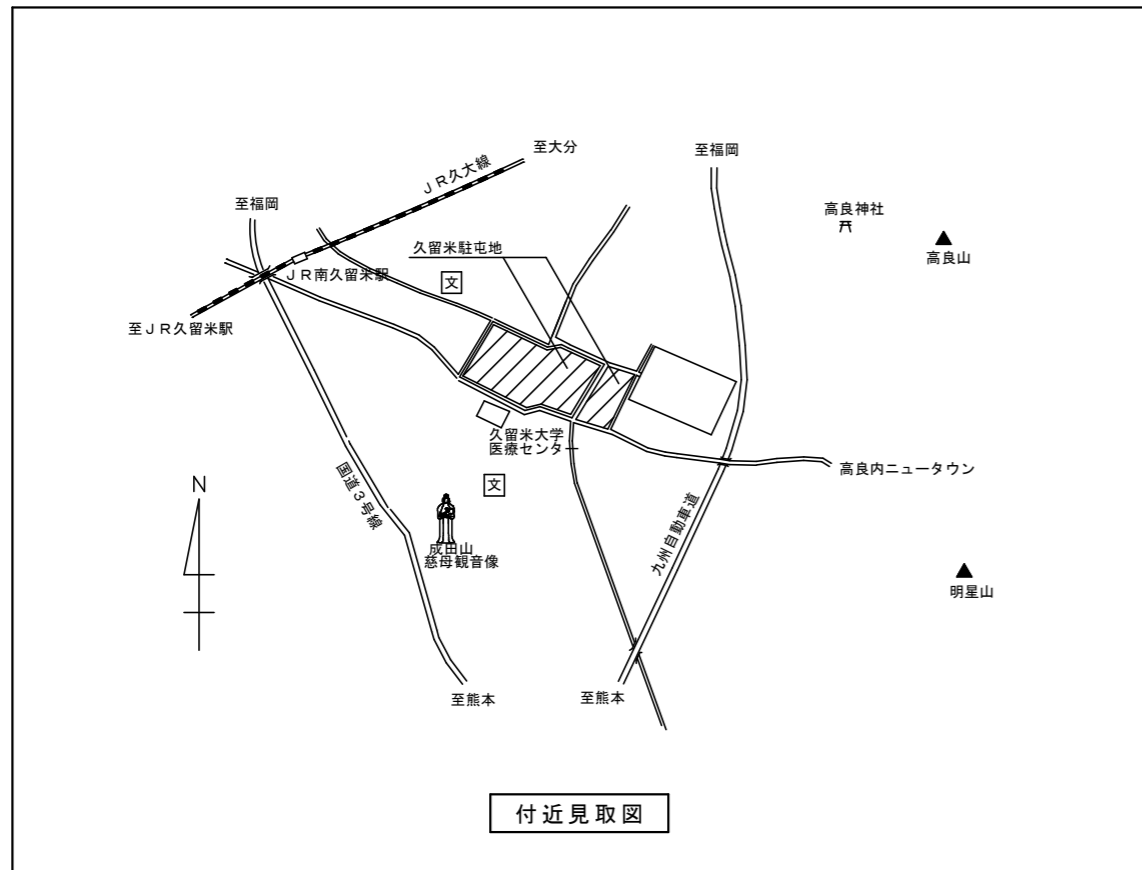 至大分
至福岡
JR久大線
至福岡
高良神社
高良山
久留米駐屯地
JR南久留米駅
文
至JR久留米駅
久留米大学
医療センター
高良内ニュータウン
文
国道3号線
N
九州自動車道
成田山
慈母観音像
明星山
至熊本
至熊本
付近見取図